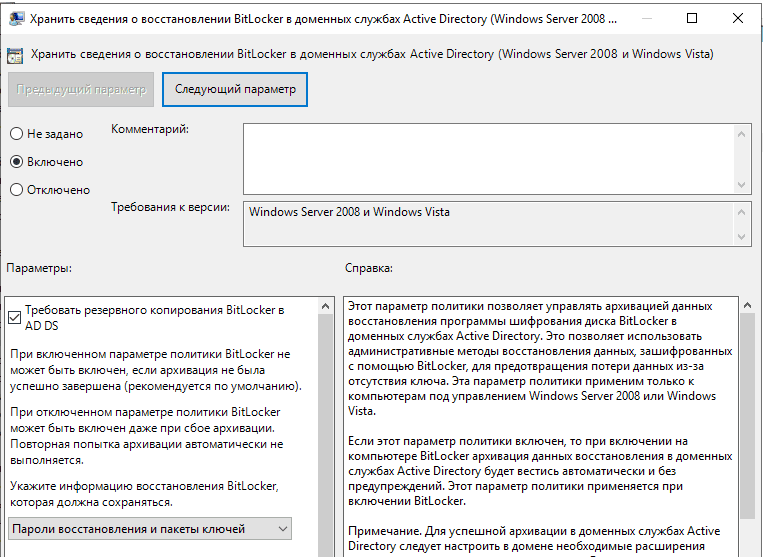 Хранить сведения о восстановлении BitLocker в доменных службах Active Directory (Windows Server 2008 ...
Хранить сведения о восстановлении BitLocker в доменных службах Active Directory (Windows Server 2008 и Windows Vista)
Предыдущий параметр
Следующий параметр
Не задано
Включено
Отключено
Комментарий:
Требования к версии:
Windows Server 2008 и Windows Vista
Параметры:
Требовать резервного копирования BitLocker в
AD DS
При включенном параметре политики BitLocker не
может быть включен, если архивация не была
успешно завершена (рекомендуется по умолчанию).
При отключенном параметре политики BitLocker
может быть включен даже при сбое архивации.
Повторная попытка архивации автоматически не
выполняется.
Укажите информацию восстановления BitLocker,
которая должна сохраняться.
Пароли восстановления и пакеты ключей
Справка:
Этот параметр политики позволяет управлять архивацией данных
восстановления программы шифрования диска BitLocker в
доменных службах Active Directory. Это позволяет использовать
административные методы восстановления данных, зашифрованных
с помощью BitLocker, для предотвращения потери данных из-за
отсутствия ключа. Эта параметр политики применим только к
компьютерам под управлением Windows Server 2008 или Windows
Vista.
Если этот параметр политики включен, то при включении на
компьютере BitLocker архивация данных восстановления в доменных
службах Active Directory будет вестись автоматически и без
предупреждений. Этот параметр политики применяется при
включении BitLocker.
Примечание. Для успешной архивации в доменных службах Active
Directory следует настроить в домене необходимые расширения